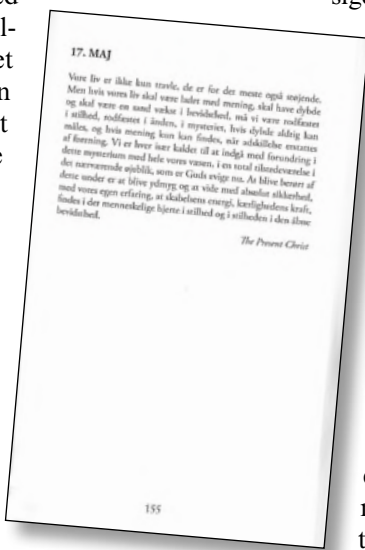 sige
l-
et
n
t
e
17. MAJ
Vore liv er ikke kun travle, de er for det meste også støjende.
Men hvis vores liv skal være ladet med mening, skal have dybde
og skal være en sand vækst i bevidsthed, må vi være rodfæstet
i stilhed, rodfæstet i ånden, i mysteriet, hvis dybde aldrig kan
måles, og hvis mening kun kan findes, når adskillelse erstattes
af forening. Vi er hver især kaldet til at indgå med forundring i
dette mysterium med hele vores væsen, i en total tilstedeværelse i
det nærværende øjeblik, som er Guds evige nu. At blive berørt af
dette under er at blive ydmyg og at vide med absolut sikkerhed,
med vores egen erfaring, at skabelsens energi, kærlighedens kraft,
findes i det menneskelige hjerte i stilhed og i stilheden i den åbne
bevidsthed.
The Present Christ
155